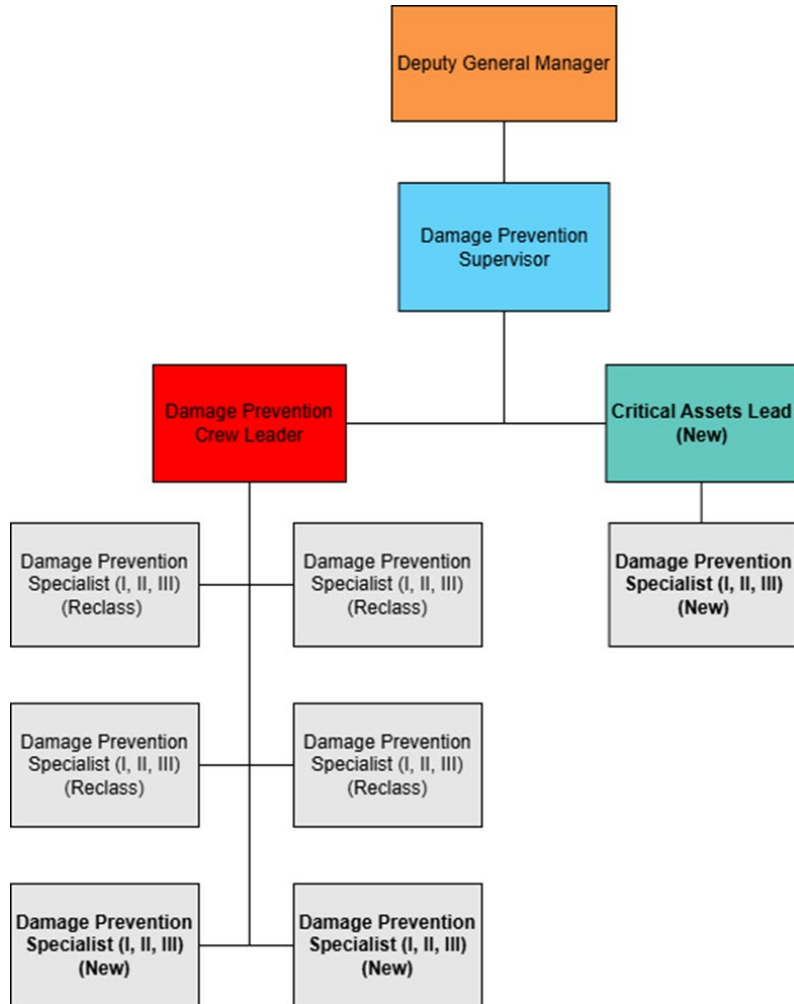 Deputy General Manager
Damage Prevention
Supervisor
Damage Prevention
Crew Leader
Critical Assets Lead
(New)
Damage Prevention
Specialist (I, II, III)
(Reclass)
Damage Prevention
Specialist (I, II, III)
(Reclass)
Damage Prevention
Specialist (I, II, III)
(New)
Damage Prevention
Specialist (I, II, III)
(Reclass)
Damage Prevention
Specialist (I, II, III)
(Reclass)
Damage Prevention
Specialist (I, II, III)
(New)
Damage Prevention
Specialist (I, II, III)
(New)